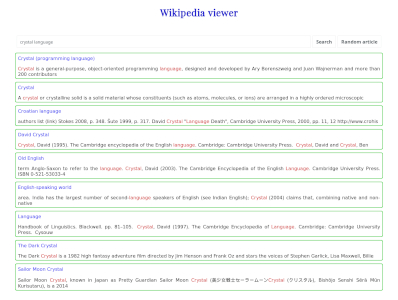 Wikipedia viewer
crystal language
Search Random article
Crystal (programming language)
Crystal is a general-purpose, object-oriented programming language, designed and developed by Ary Borenszweig and Juan Wajnerman and more than
200 contributors
Crystal
A crystal or crystalline solid is a solid material whose constituents (such as atoms, molecules, or ions) are arranged in a highly ordered microscopic
Croatian language
authors list (link) Stokes 2008, p. 348. Šute 1999, p. 317. David Crystal "Language Death", Cambridge University Press, 2000, pp. 11, 12 http://www.croatia
David Crystal
Crystal, David (1995). The Cambridge encyclopedia of the English language. Cambridge: Cambridge University Press. Crystal, David and Crystal, Ben
Old English
term Anglo-Saxon to refer to the language. Crystal, David (2003). The Cambridge Encyclopedia of the English Language. Cambridge University Press.
ISBN 0-521-53033-4
English-speaking world
area. India has the largest number of second-language speakers of English (see Indian English); Crystal (2004) claims that, combining native and non-
native
Language
Handbook of Linguistics. Blackwell. pp. 81–105. Crystal, David (1997). The Cambridge Encyclopedia of Language. Cambridge: Cambridge University
Press. Cysouw
The Dark Crystal
The Dark Crystal is a 1982 high fantasy adventure film directed by Jim Henson and Frank Oz and stars the voices of Stephen Garlick, Lisa Maxwell, Billie
Sailor Moon Crystal
Sailor Moon Crystal, known in Japan as Pretty Guardian Sailor Moon Crystal (美少女戦士セーラームーンCrystal (クリスタル), Bishōjo Senshi Sērā Mūn
Kurisutaru), is a 2014